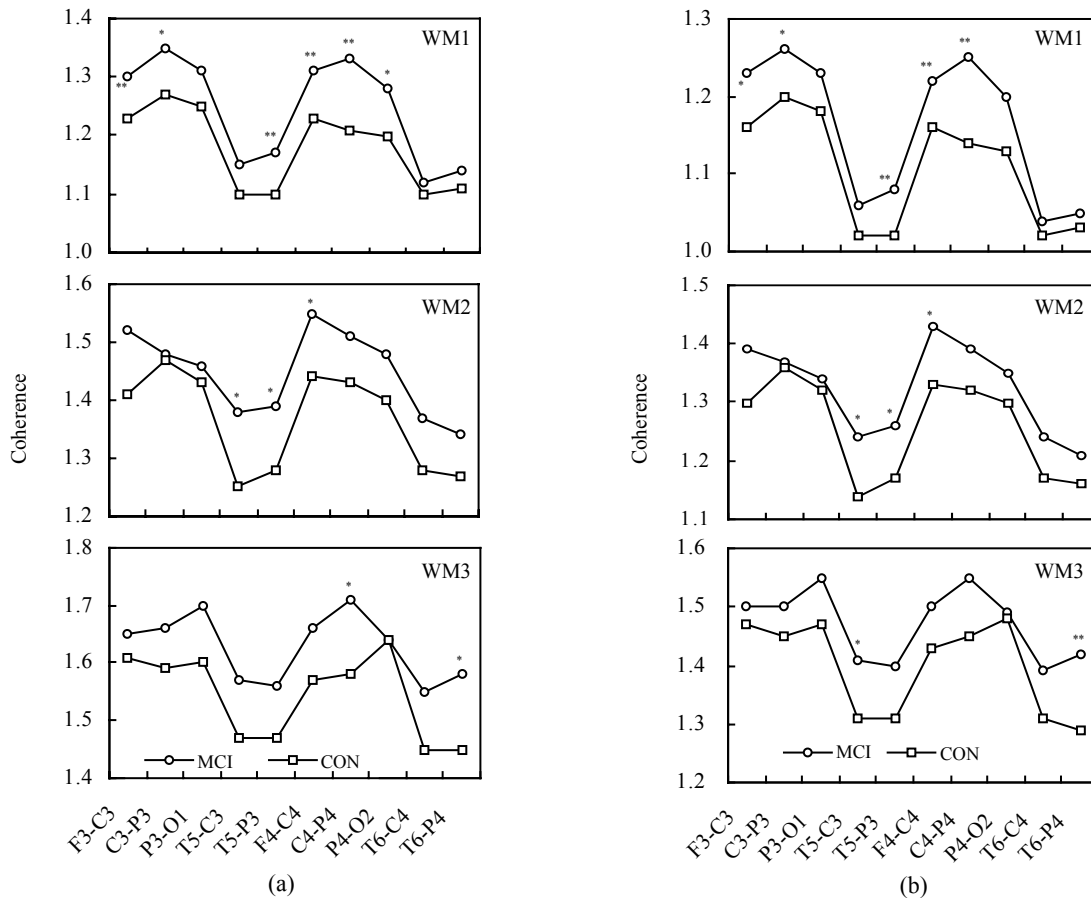 1.4
WM1
1.3
1.2
1.1
1.0
* ** ** ** ** *
1.6
WM2
1.5
1.4
1.3
1.2
* * *
1.8
WM3
1.7
1.6
1.5
1.4
* *
Coherence
MCI CON
F3-C3 C3-P3 P3-O1 T5-C3 T5-P3 F4-C4 C4-P4 P4-O2 T6-C4 T6-P4
(a)
1.3
WM1
1.2
1.1
1.0
* * ** ** **
1.5
WM2
1.4
1.3
1.2
1.1
* * *
1.6
WM3
1.5
1.4
1.3
1.2
* **
Coherence
MCI CON
F3-C3 C3-P3 P3-O1 T5-C3 T5-P3 F4-C4 C4-P4 P4-O2 T6-C4 T6-P4
(b)